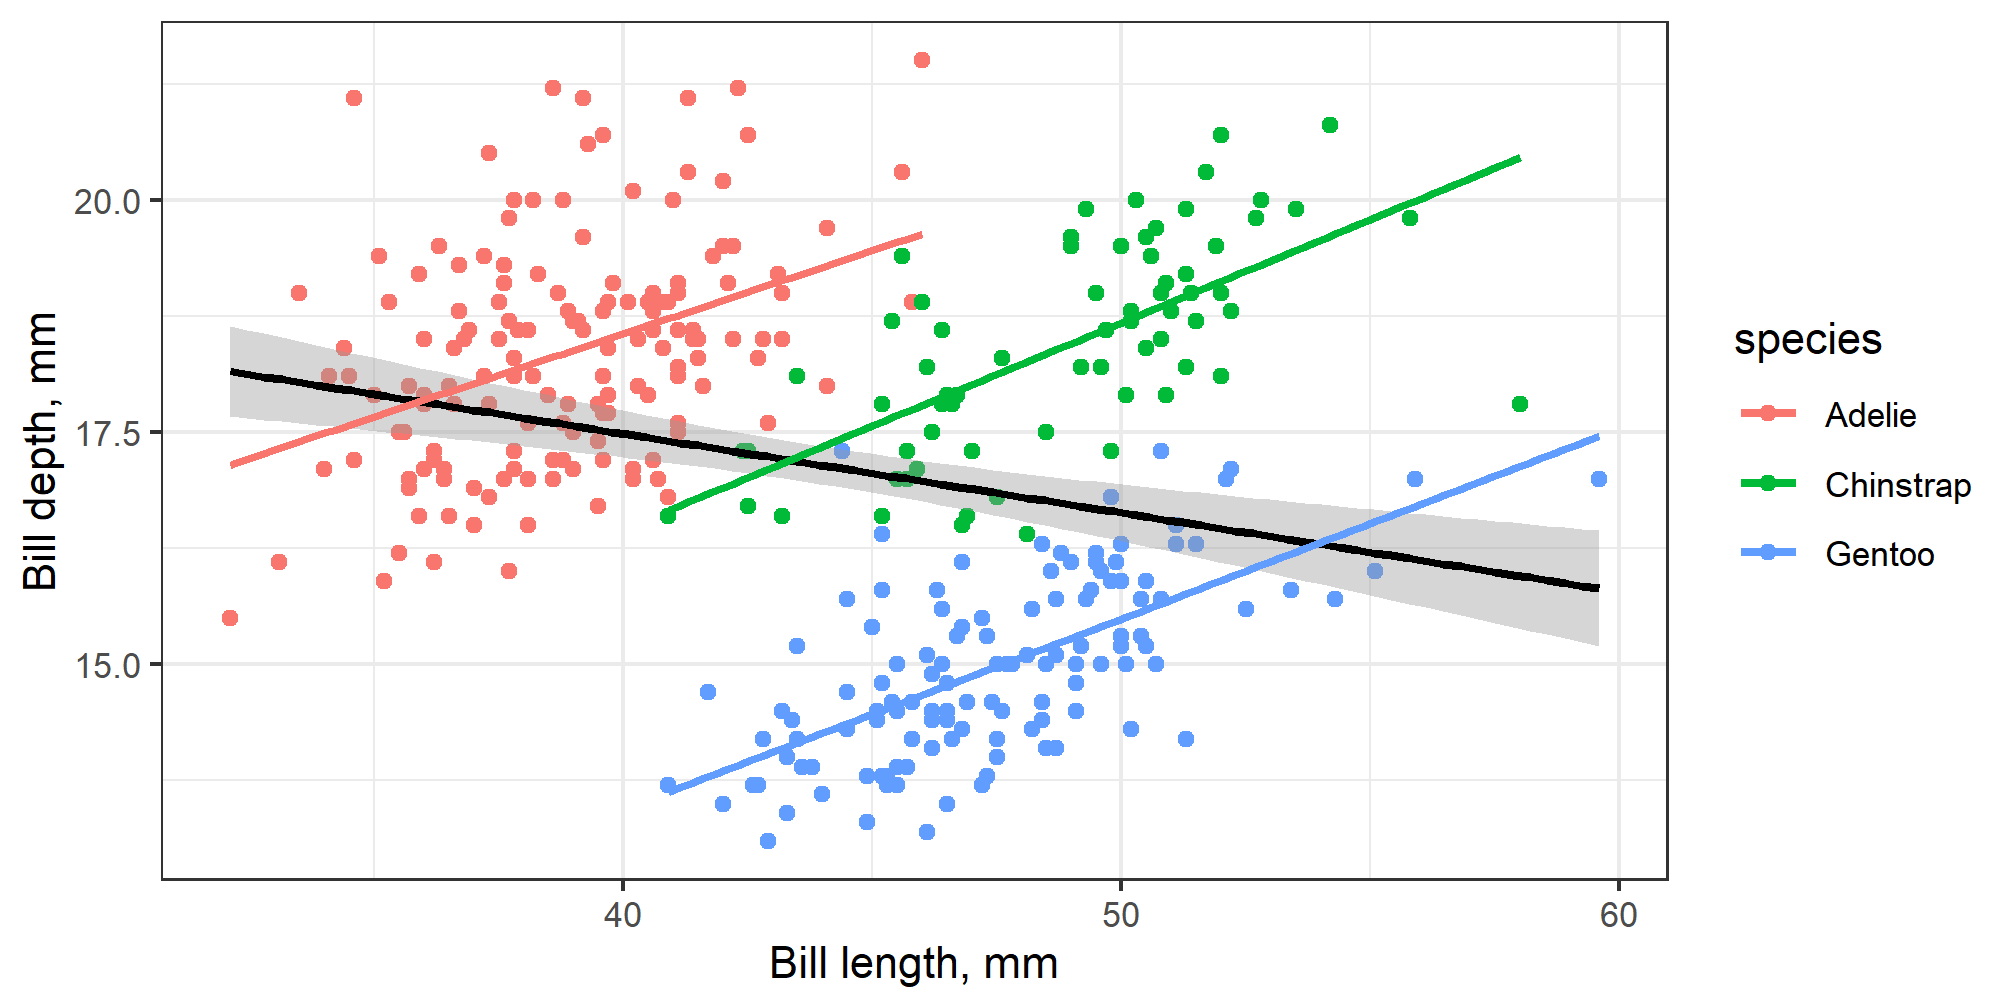 Bill depth, mm
20.0
17.5
15.0
40 50 60
Bill length, mm
species
Adelie
Chinstrap
Gentoo